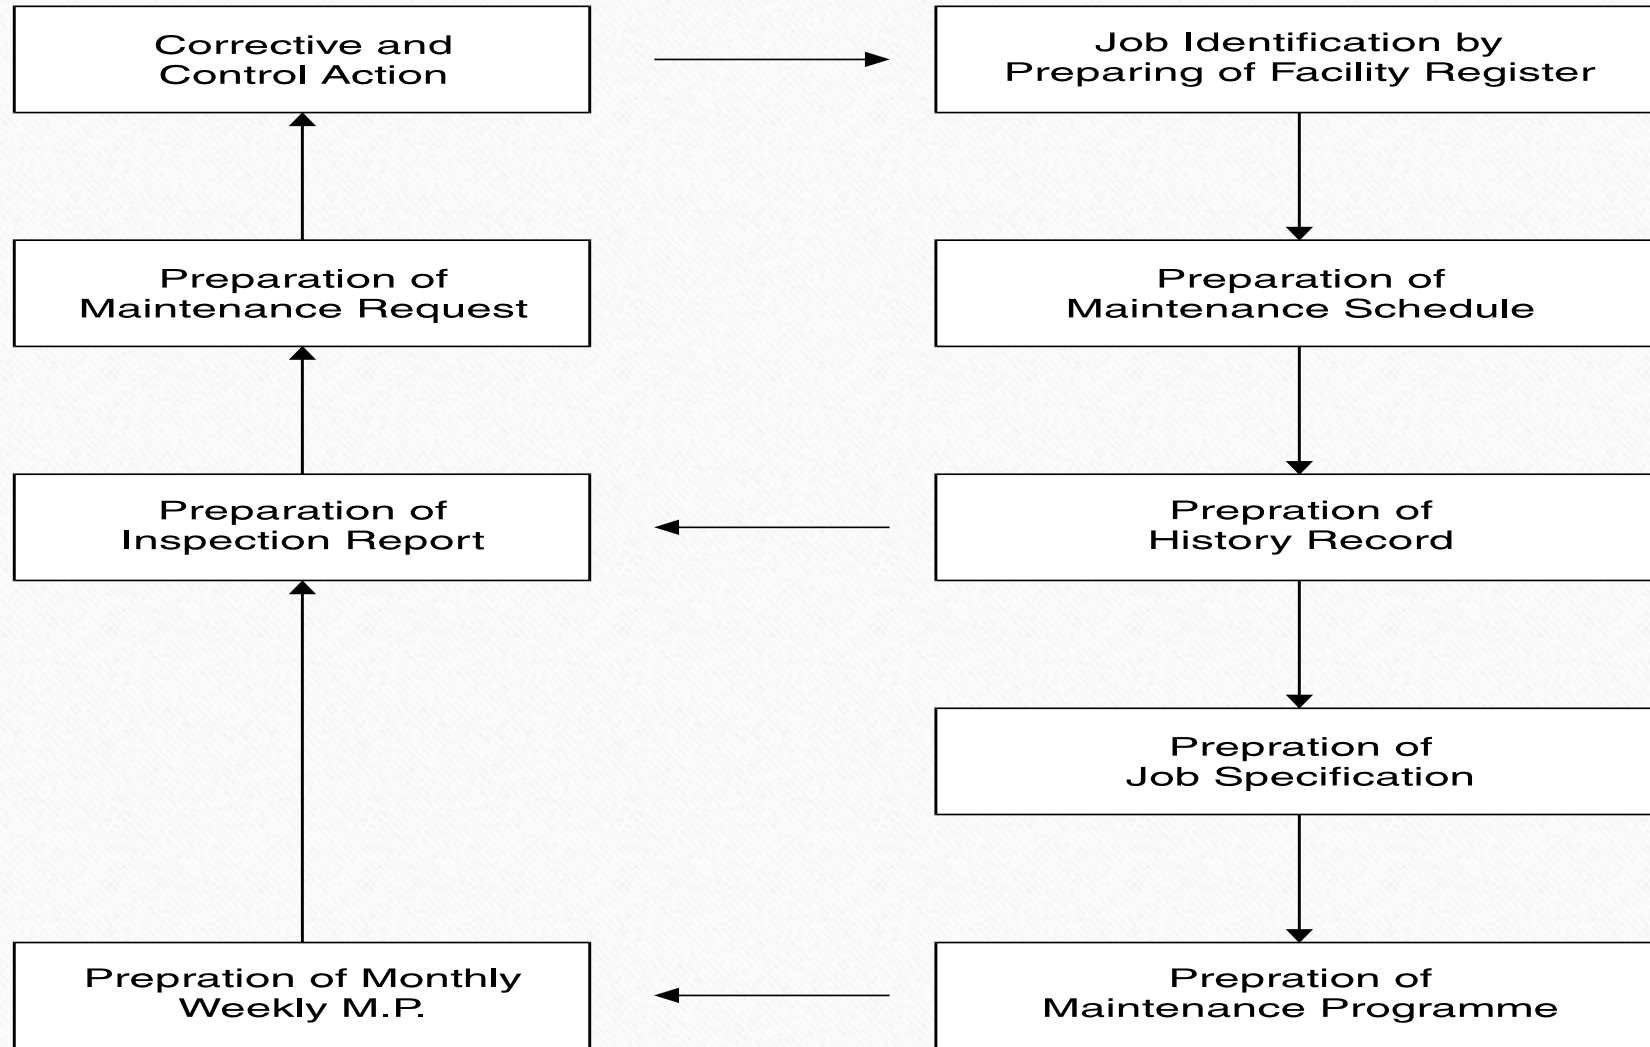 Corrective and
Control Action
Job Identification by
Preparing of Facility Register
Preparation of
Maintenance Request
Preparation of
Maintenance Schedule
Preparation of
Inspection Report
Prepration of
History Record
Prepration of
Job Specification
Prepration of Monthly
Weekly M.P.
Prepration of
Maintenance Programme